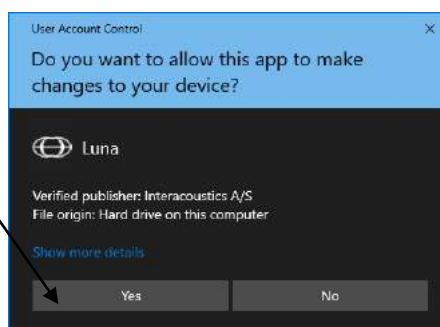 User Account Control
Do you want to allow this app to make
changes to your device?
Luna
Verified publisher: Interacoustics A/S
File origin: Hard drive on this computer
Show more details
Yes No